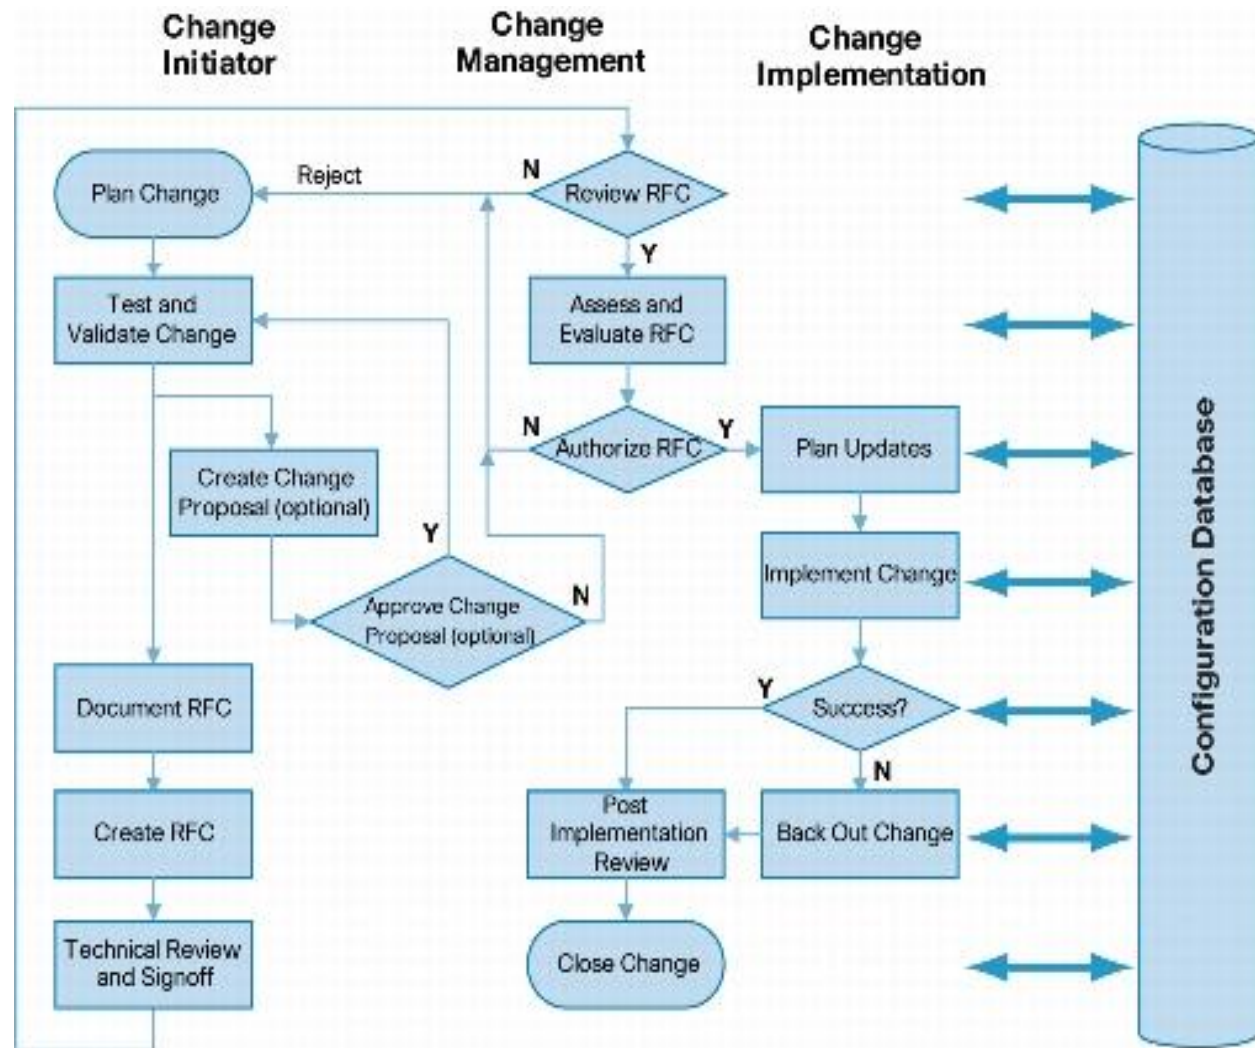 Change
Initiator
Change
Management
Change
Implementation
Plan Change
Reject
N
Review RFC
Y
Test and
Validate Change
Assess and
Evaluate RFC
N
Authorize RFC
Y
Plan Updates
Create Change
Proposal (optional)
Y
Approve Change
Proposal (optional)
N
Implement Change
Document RFC
Y
Success?
N
Create RFC
Post
Implementation
Review
Back Out Change
Technical Review
and Signoff
Close Change
Configuration Database